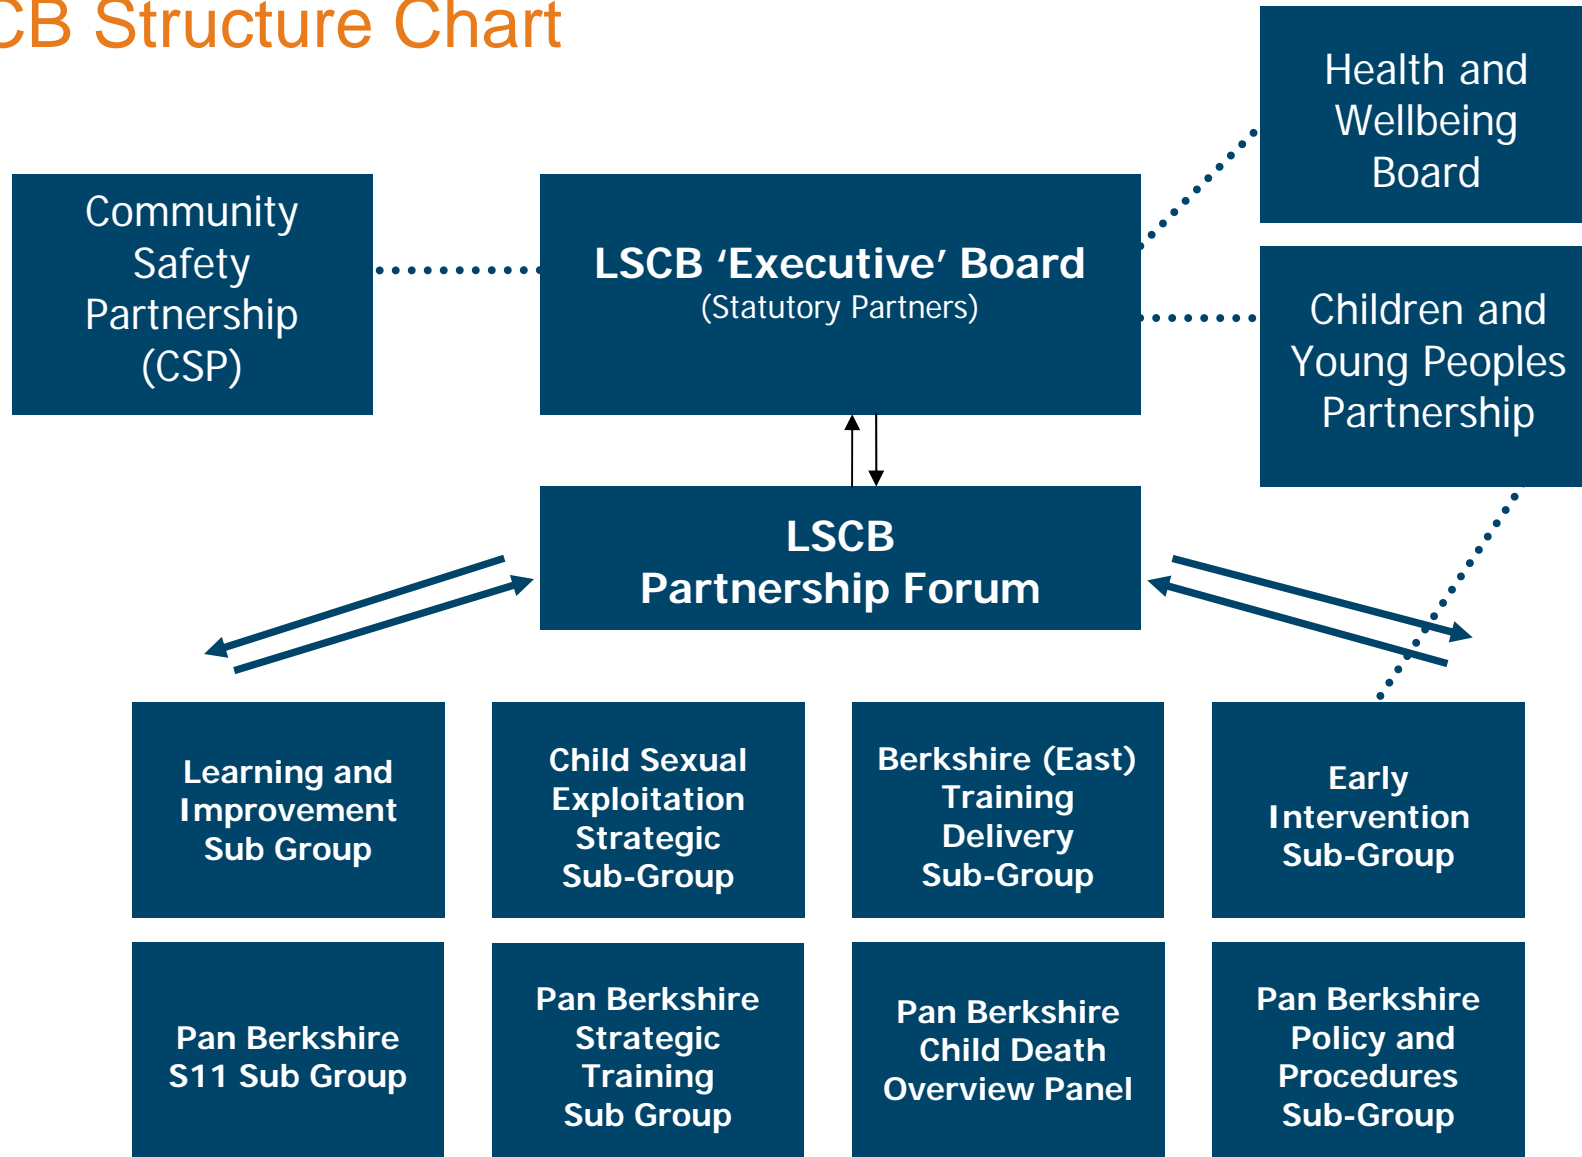 CB Structure Chart
Health and
Wellbeing
Board
Community
Safety
Partnership
(CSP)
LSCB ‘Executive’ Board
(Statutory Partners)
Children and
Young Peoples
Partnership
LSCB
Partnership Forum
Learning and
Improvement
Sub Group
Child Sexual
Exploitation
Strategic
Sub-Group
Berkshire (East)
Training
Delivery
Sub-Group
Early
Intervention
Sub-Group
Pan Berkshire
S11 Sub Group
Pan Berkshire
Strategic
Training
Sub Group
Pan Berkshire
Child Death
Overview Panel
Pan Berkshire
Policy and
Procedures
Sub-Group